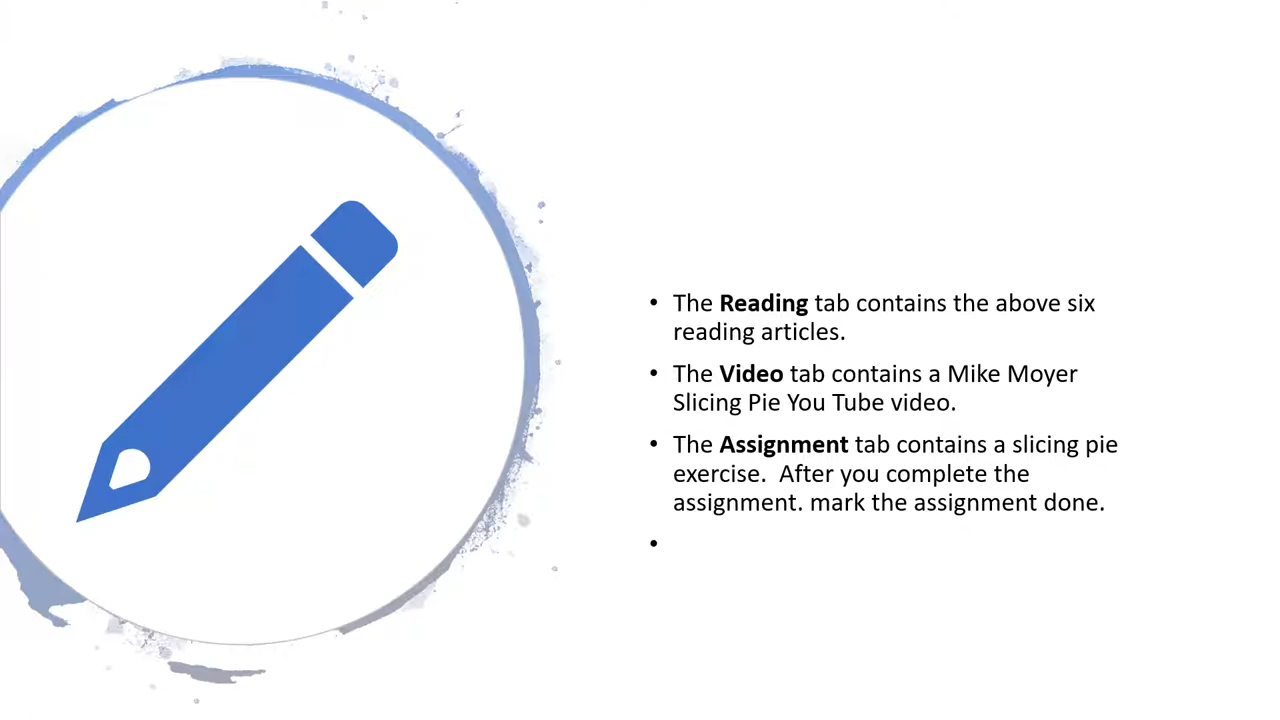 • The Reading tab contains the above six
reading articles.
• The Video tab contains a Mike Moyer
Slicing Pie You Tube video.
• The Assignment tab contains a slicing pie
exercise.  After you complete the
assignment. mark the assignment done.
•